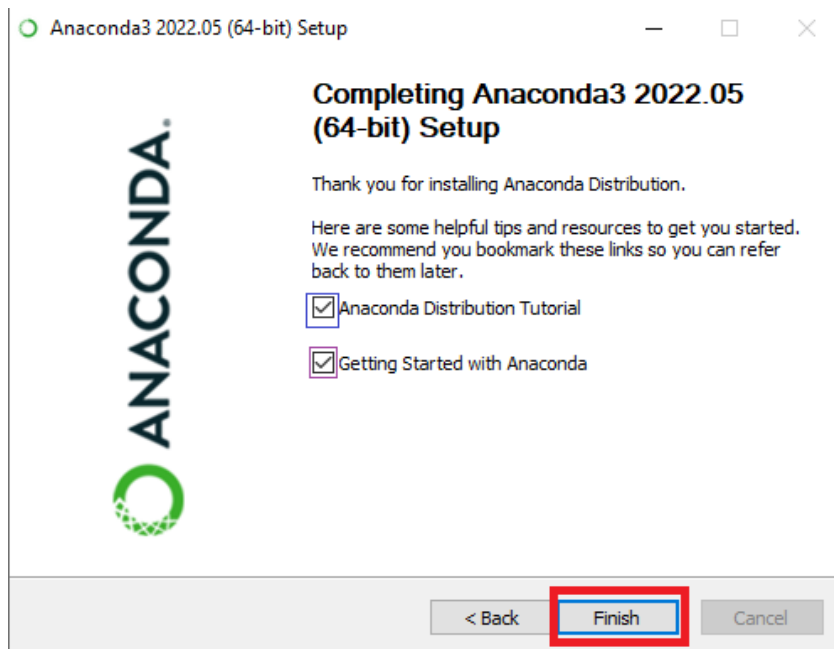 Anaconda3 2022.05 (64-bit) Setup
Completing Anaconda3 2022.05
(64-bit) Setup
ANACONDA.
Thank you for installing Anaconda Distribution.
Here are some helpful tips and resources to get you started.
We recommend you bookmark these links so you can refer
back to them later.
Anaconda Distribution Tutorial
Getting Started with Anaconda
< Back
Finish
Cancel